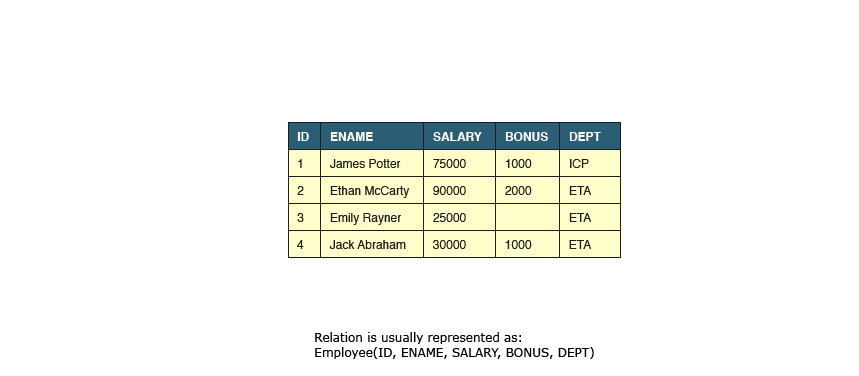 ID ENAME SALARY BONUS DEPT
1 James Potter 75000 1000 ICP
2 Ethan McCarty 90000 2000 ETA
3 Emily Rayner 25000 ETA
4 Jack Abraham 30000 1000 ETA
Relation is usually represented as:
Employee(ID, ENAME, SALARY, BONUS, DEPT)